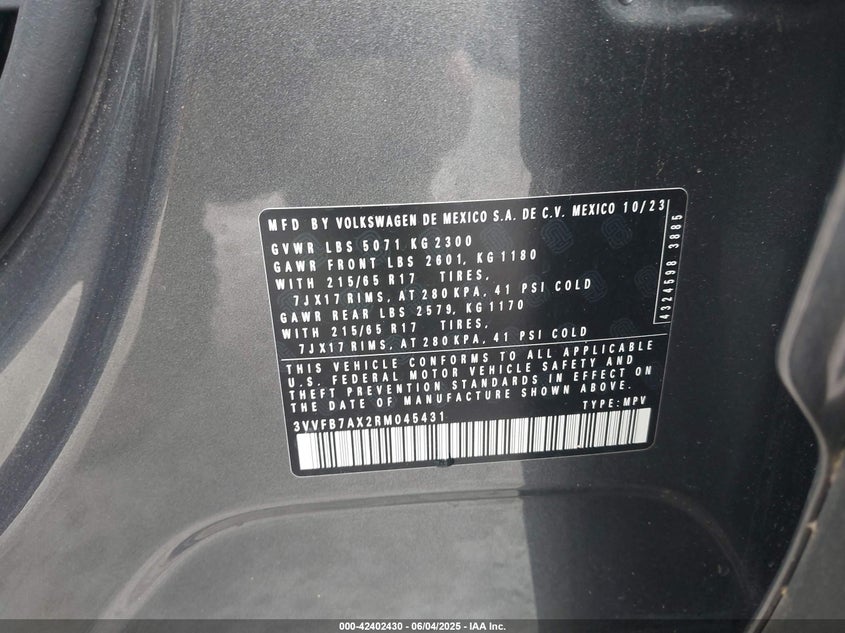 MFD BY VOLKSWAGEN DE MEXICO S.A. DE C.V. MEXICO 10/23
GVWR LBS 5071 KG 2300
GAWR FRONT LBS 2601, KG 1180
WITH 215/65 R17 TIRES,
7JX17 RIMS, AT 280 KPA, 41 PSI COLD
GAWR REAR LBS 2579, KG 1170
WITH 215/65 R17 TIRES,
7JX17 RIMS, AT 280 KPA, 41 PSI COLD
4324598 3885
THIS VEHICLE CONFORMS TO ALL APPLICABLE
U.S. FEDERAL MOTOR VEHICLE SAFETY AND
THEFT PREVENTION STANDARDS IN EFFECT ON
THE DATE OF MANUFACTURE SHOWN ABOVE.
3VVFB7AX2RM045431 TYPE: MPV
000-42402430 - 06/04/2025 - IAA Inc.